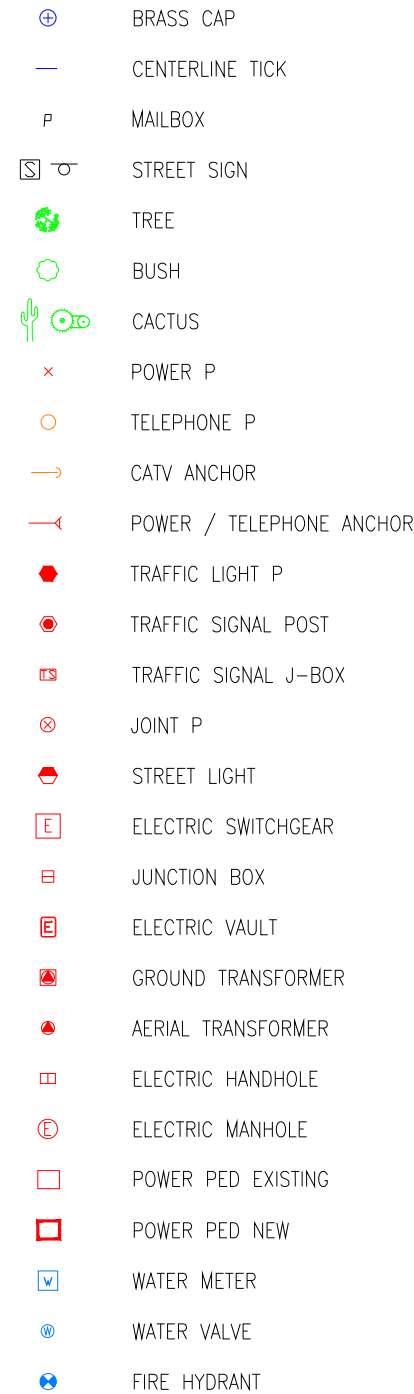 BRASS CAP
CENTERLINE TICK
P MAILBOX
S STREET SIGN
TREE
BUSH
CACTUS
POWER P
TELEPHONE P
CATV ANCHOR
POWER / TELEPHONE ANCHOR
TRAFFIC LIGHT P
TRAFFIC SIGNAL POST
TS TRAFFIC SIGNAL J-BOX
JOINT P
STREET LIGHT
E ELECTRIC SWITCHGEAR
JUNCTION BOX
E ELECTRIC VAULT
GROUND TRANSFORMER
AERIAL TRANSFORMER
ELECTRIC HANDHOLE
E ELECTRIC MANHOLE
POWER PED EXISTING
POWER PED NEW
W WATER METER
W WATER VALVE
FIRE HYDRANT